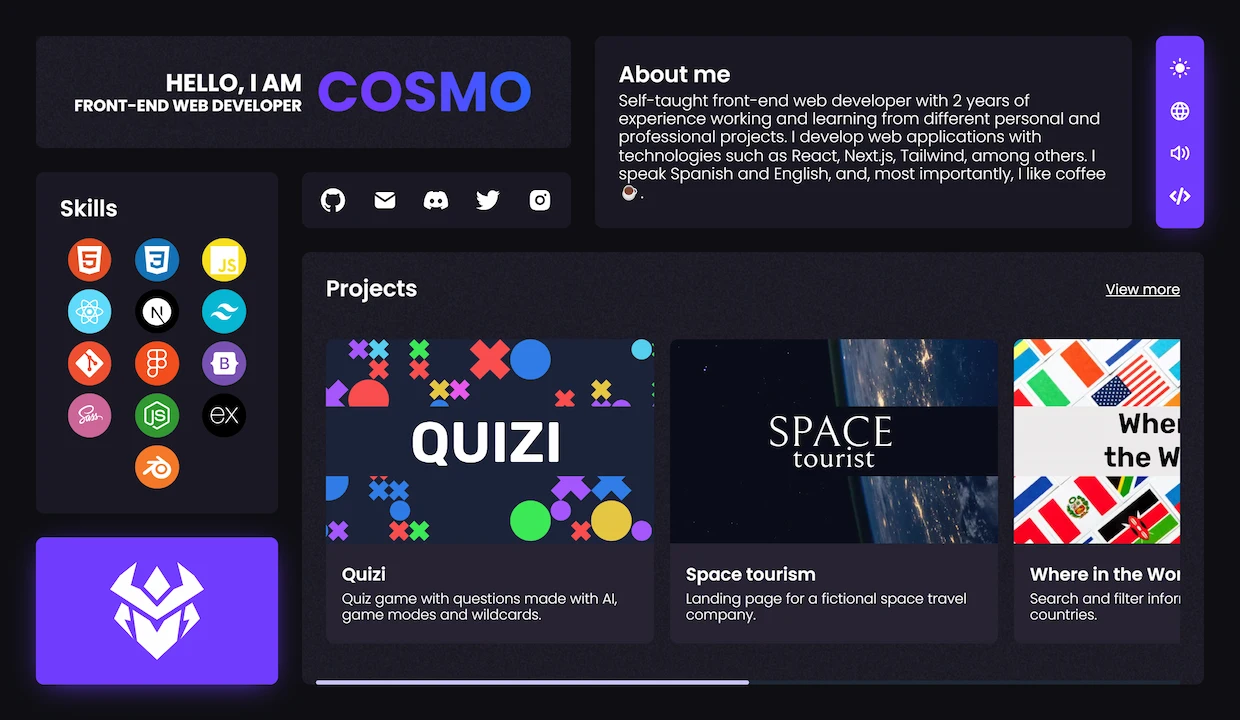 HELLO, I AM
FRONT-END WEB DEVELOPER
COSMO
About me
Self-taught front-end web developer with 2 years of
experience working and learning from different personal and
professional projects. I develop web applications with
technologies such as React, Next.js, Tailwind, among others. I
speak Spanish and English, and, most importantly, I like coffee
☕ .
Skills
5
3
JS
N
B
Sass
JS
ex
Projects
View more
QUIZI
Quizi
Quiz game with questions made with AI,
game modes and wildcards.
SPACE
tourist
Space tourism
Landing page for a fictional space travel
company.
Wher
the W
Where in the Wor
Search and filter infor
countries.